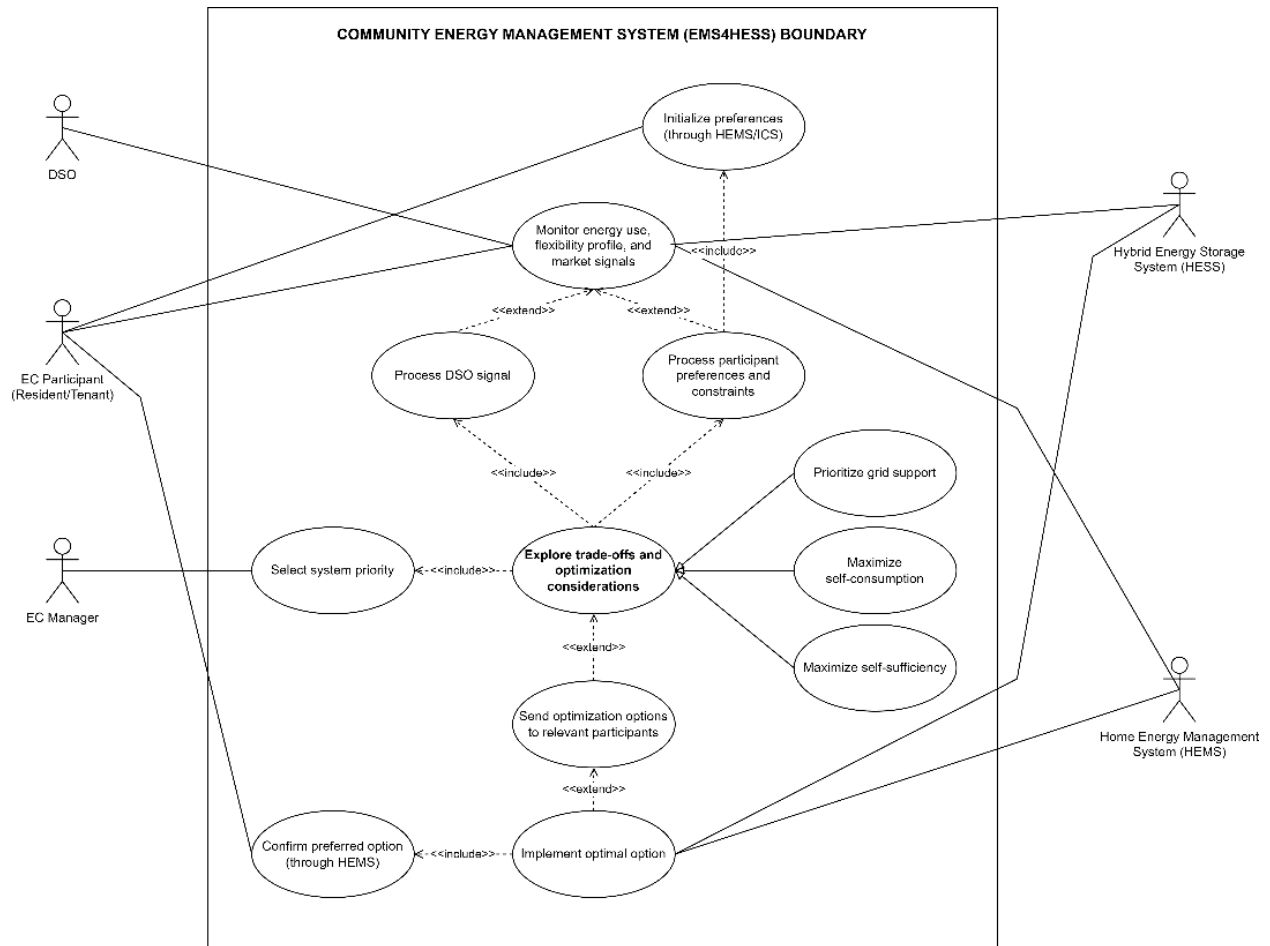 COMMUNITY ENERGY MANAGEMENT SYSTEM (EMS4HESS) BOUNDARY
Initialize preferences
(through HEMS/ICS)
DSO
Monitor energy use,
flexibility profile, and
market signals
<<include>>
Hybrid Energy Storage
System (HESS)
<<extend>>
<<extend>>
EC Participant
(Resident/Tenant)
Process DSO signal
Process participant
preferences and
constraints
<<include>>
<<include>>
Prioritize grid support
EC Manager
Select system priority
<<include>>
Explore trade-offs and
optimization
considerations
Maximize
self-consumption
<<extend>>
Maximize self-sufficiency
Send optimization options
to relevant participants
Home Energy Management
System (HEMS)
<<extend>>
Confirm preferred option
(through HEMS)
<<include>>
Implement optimal option